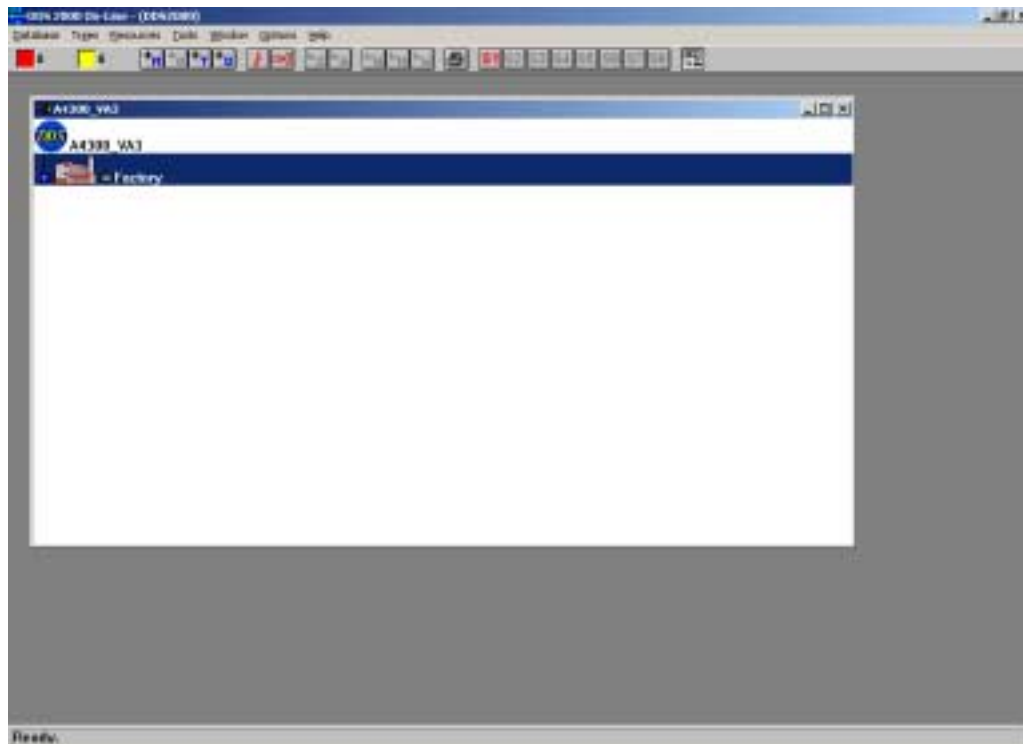 DDS 2000 On-Line - (DDS2000)
Database Types Resources Tools Window Options Help
A4300_VA3
DDS A4300_VA3
= Factory
Ready.